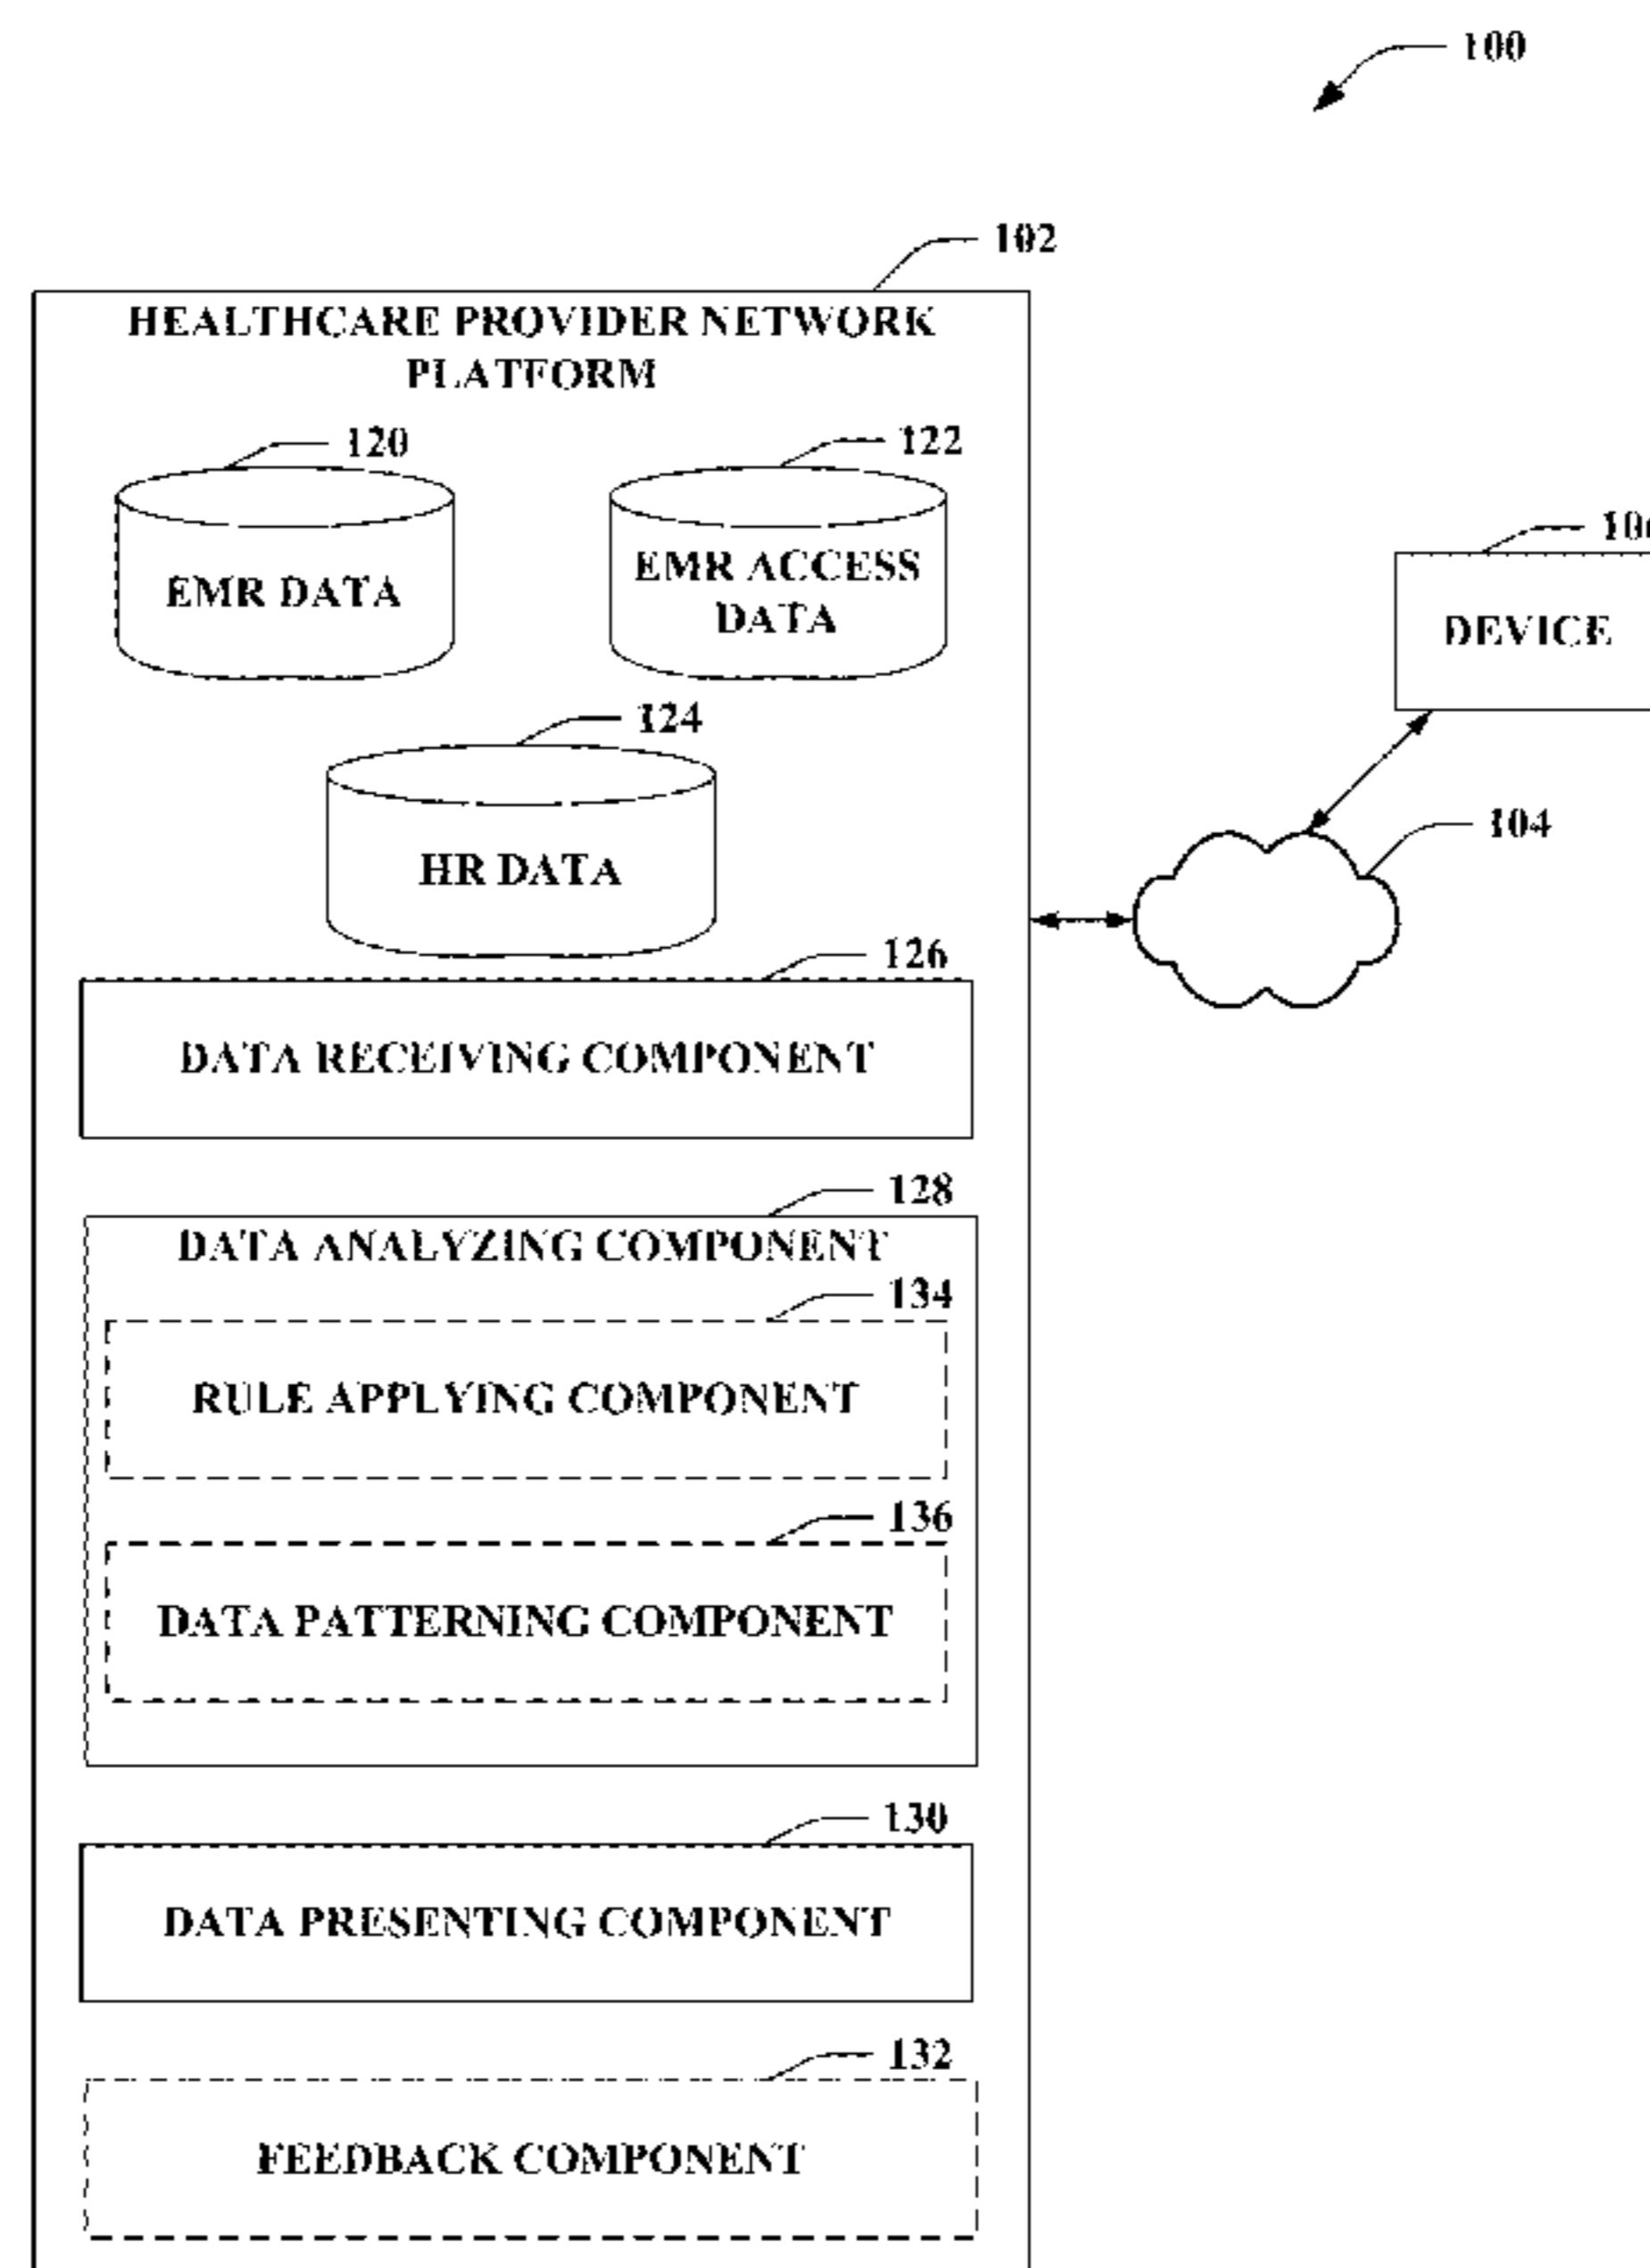 100
102
HEALTHCARE PROVIDER NETWORK
PLATFORM
120
122
EMR DATA
EMR ACCESS
DATA
DEVICE
124
HR DATA
104
126
DATA RECEIVING COMPONENT
128
DATA ANALYZING COMPONENT
134
RULE APPLYING COMPONENT
136
DATA PATTERNING COMPONENT
130
DATA PRESENTING COMPONENT
132
FEEDBACK COMPONENT